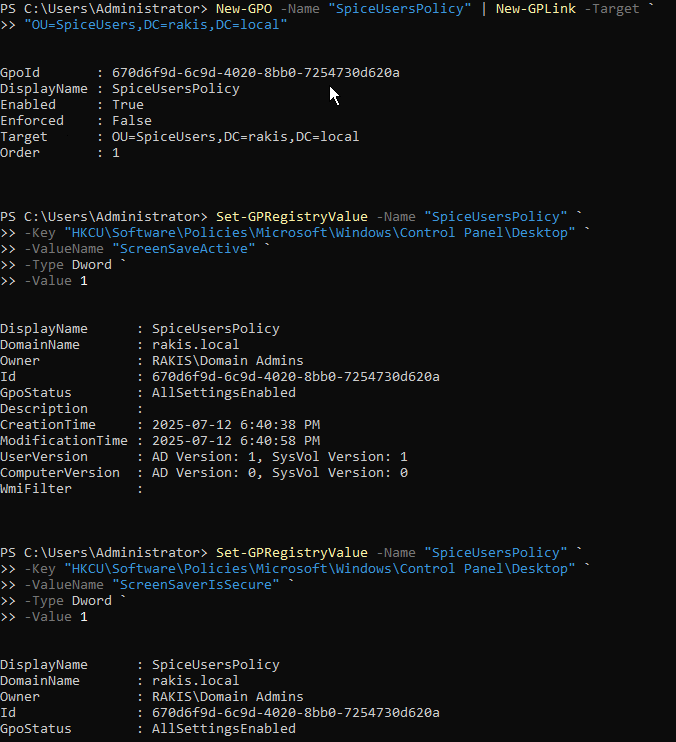 PS C:\Users\Administrator> New-GPO -Name "SpiceUsersPolicy" | New-GPLink -Target `
>> "OU=SpiceUsers,DC=rakis,DC=local"
GpoId       : 670d6f9d-6c9d-4020-8bb0-7254730d620a
DisplayName : SpiceUsersPolicy
Enabled     : True
Enforced    : False
Target      : OU=SpiceUsers,DC=rakis,DC=local
Order       : 1
PS C:\Users\Administrator> Set-GPRegistryValue -Name "SpiceUsersPolicy" `
>> -Key "HKCU\Software\Policies\Microsoft\Windows\Control Panel\Desktop" `
>> -ValueName "ScreenSaveActive" `
>> -Type Dword `
>> -Value 1
DisplayName      : SpiceUsersPolicy
DomainName       : rakis.local
Owner            : RAKIS\Domain Admins
Id               : 670d6f9d-6c9d-4020-8bb0-7254730d620a
GpoStatus        : AllSettingsEnabled
Description      :
CreationTime     : 2025-07-12 6:40:38 PM
ModificationTime : 2025-07-12 6:40:58 PM
UserVersion      : AD Version: 1, SysVol Version: 1
ComputerVersion  : AD Version: 0, SysVol Version: 0
WmiFilter        :
PS C:\Users\Administrator> Set-GPRegistryValue -Name "SpiceUsersPolicy" `
>> -Key "HKCU\Software\Policies\Microsoft\Windows\Control Panel\Desktop" `
>> -ValueName "ScreenSaverIsSecure" `
>> -Type Dword `
>> -Value 1
DisplayName      : SpiceUsersPolicy
DomainName       : rakis.local
Owner            : RAKIS\Domain Admins
Id               : 670d6f9d-6c9d-4020-8bb0-7254730d620a
GpoStatus        : AllSettingsEnabled